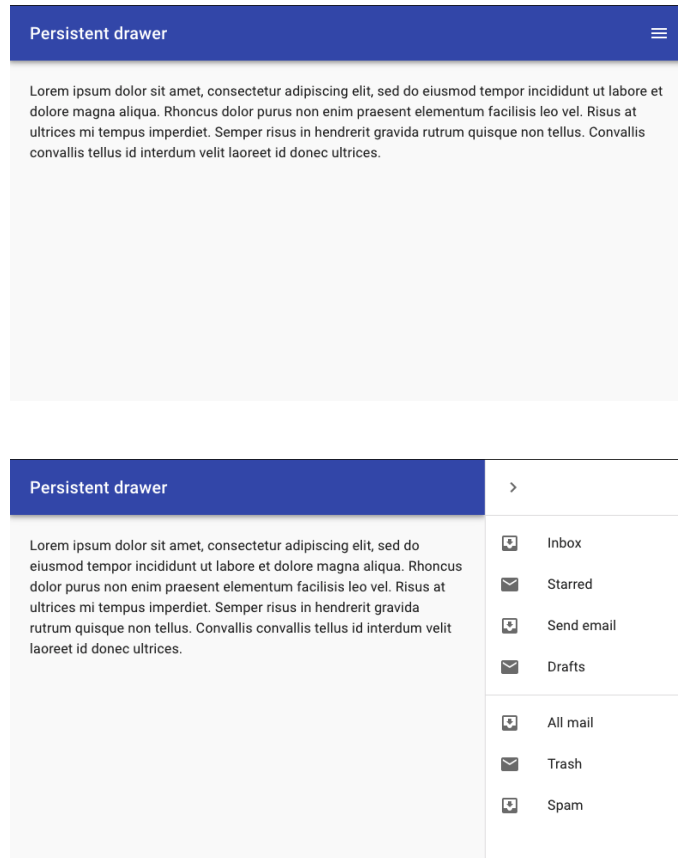 Persistent drawer
Lorem ipsum dolor sit amet, consectetur adipiscing elit, sed do eiusmod tempor incididunt ut labore et
dolore magna aliqua. Rhoncus dolor purus non enim praesent elementum facilisis leo vel. Risus at
ultrices mi tempus imperdiet. Semper risus in hendrerit gravida rutrum quisque non tellus. Convallis
convallis tellus id interdum velit laoreet id donec ultrices.
Persistent drawer
Lorem ipsum dolor sit amet, consectetur adipiscing elit, sed do
eiusmod tempor incididunt ut labore et dolore magna aliqua. Rhoncus
dolor purus non enim praesent elementum facilisis leo vel. Risus at
ultrices mi tempus imperdiet. Semper risus in hendrerit gravida
rutrum quisque non tellus. Convallis convallis tellus id interdum velit
laoreet id donec ultrices.
Inbox
Starred
Send email
Drafts
All mail
Trash
Spam